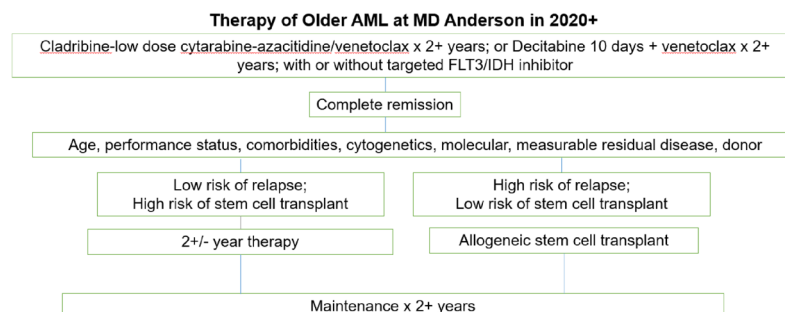 Therapy of Older AML at MD Anderson in 2020+
Cladribine-low dose cytarabine-azacitidine/venetoclax x 2+ years; or Decitabine 10 days + venetoclax x 2+
years; with or without targeted FLT3/IDH inhibitor
Complete remission
Age, performance status, comorbidities, cytogenetics, molecular, measurable residual disease, donor
Low risk of relapse;
High risk of stem cell transplant
High risk of relapse;
Low risk of stem cell transplant
2+/- year therapy
Allogeneic stem cell transplant
Maintenance x 2+ years